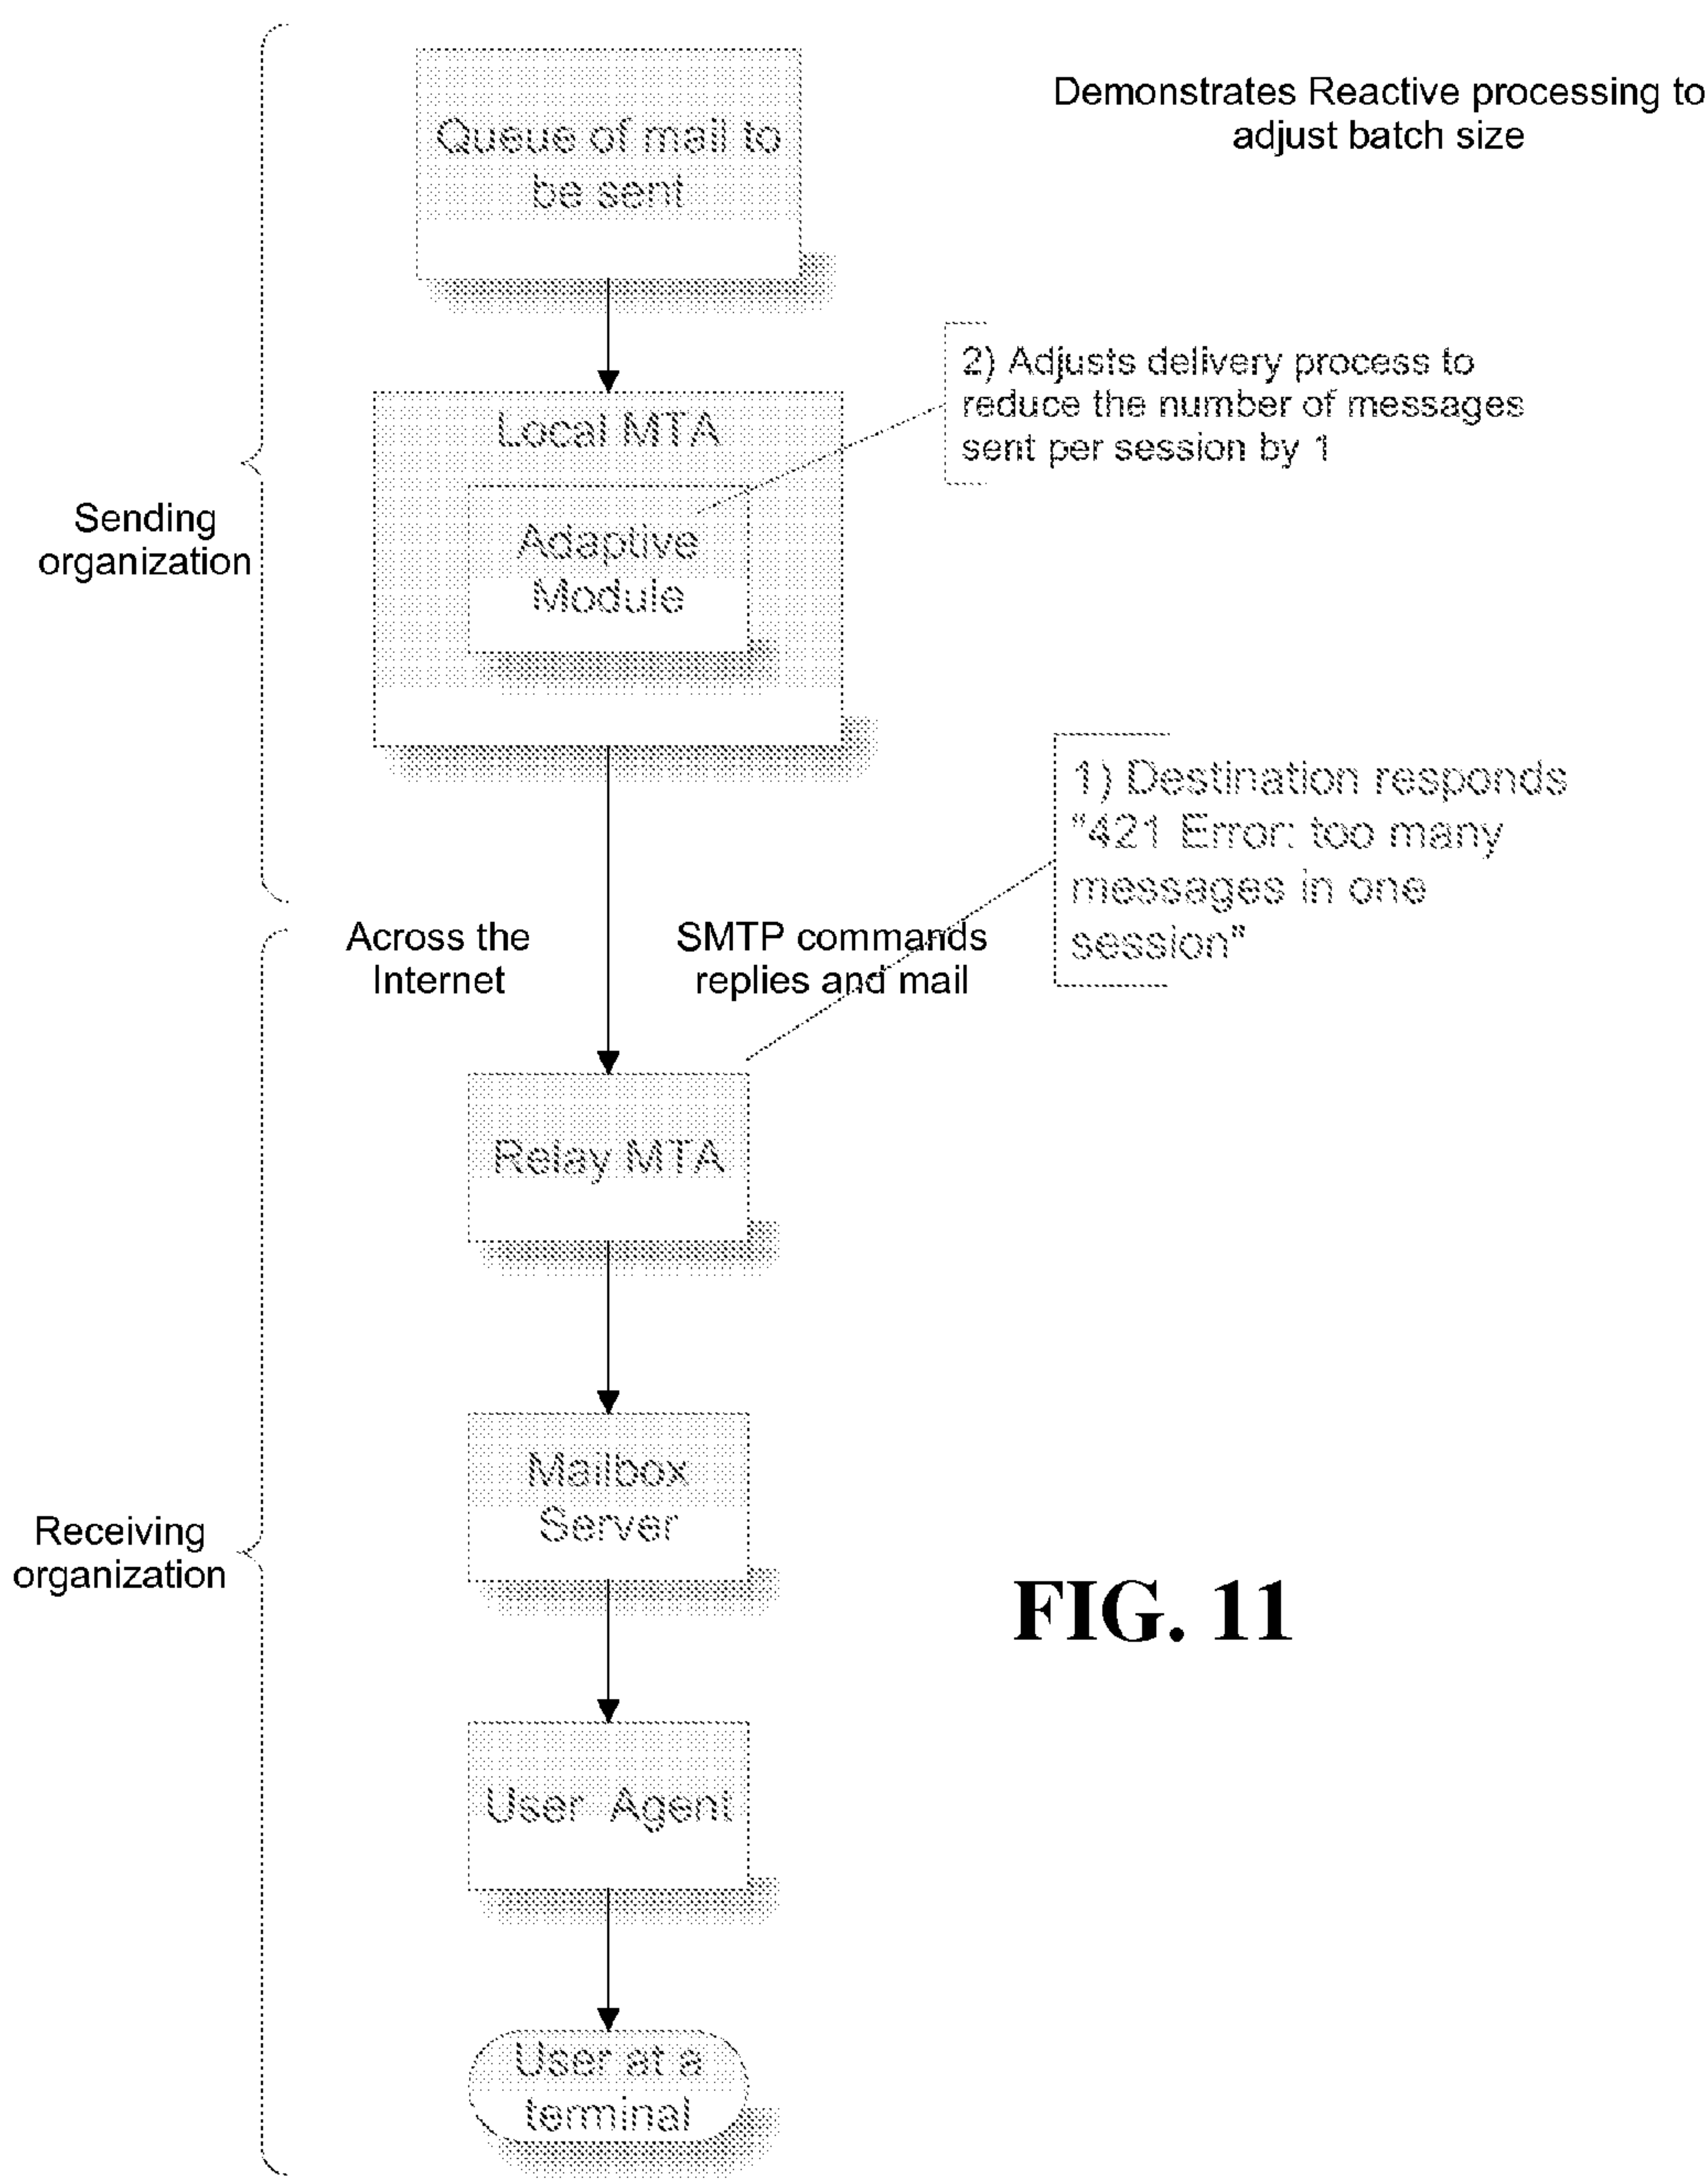 Demonstrates Reactive processing to
adjust batch size
Queue of mail to
be sent
2) Adjusts delivery process to
reduce the number of messages
sent per session by 1
Local MTA
Adaptive
Module
Sending
organization
1) Destination responds
"421 Error: too many
messages in one
session"
Across the
Internet
SMTP commands
replies and mail
Relay MTA
Mailbox
Server
Receiving
organization
FIG. 11
User Agent
User at a
terminal